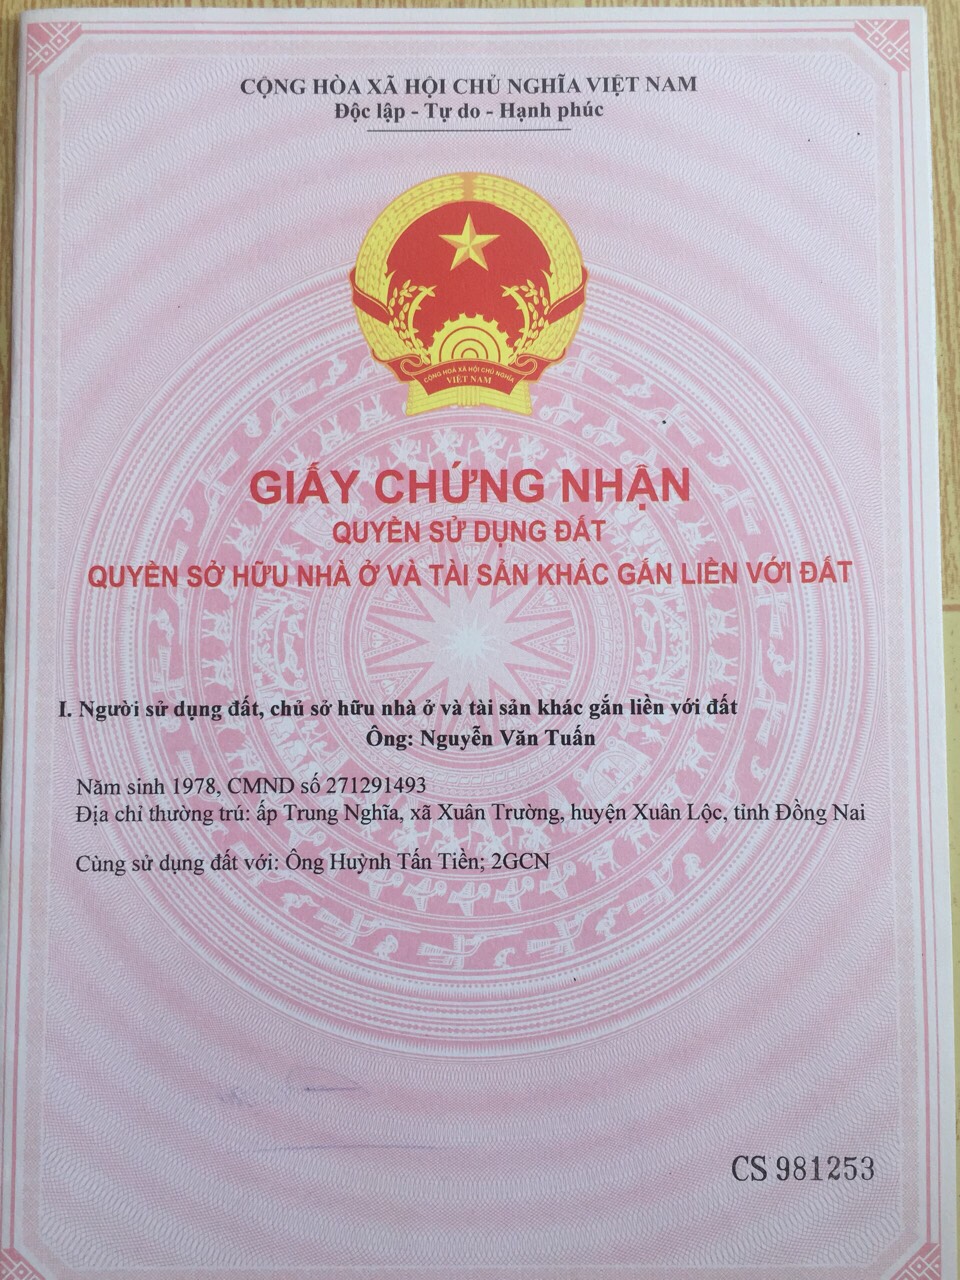 CỘNG HÒA XÃ HỘI CHỦ NGHĨA VIỆT NAM
Độc lập - Tự do - Hạnh phúc
CỘNG HOÀ XÃ HỘI CHỦ NGHĨA
VIỆT NAM
GIẤY CHỨNG NHẬN
QUYỀN SỬ DỤNG ĐẤT
QUYỀN SỞ HỮU NHÀ Ở VÀ TÀI SẢN KHÁC GẮN LIỀN VỚI ĐẤT
I. Người sử dụng đất, chủ sở hữu nhà ở và tài sản khác gắn liền với đất
Ông: Nguyễn Văn Tuấn
Năm sinh 1978, CMND số 271291493
Địa chỉ thường trú: ấp Trung Nghĩa, xã Xuân Trường, huyện Xuân Lộc, tỉnh Đồng Nai
Cùng sử dụng đất với: Ông Huỳnh Tấn Tiền; 2GCN
CS 981253